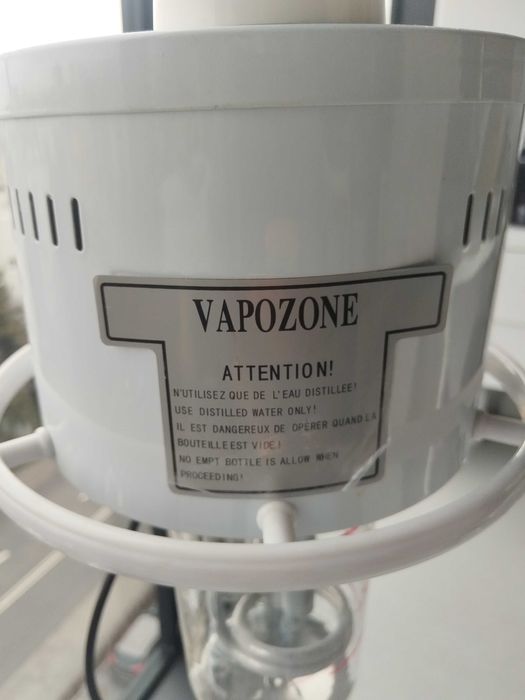 VAPOZONE
ATTENTION!
N'UTILISEZ QUE DE L'EAU DISTILLEE!
USE DISTILLED WATER ONLY!
IL EST DANGEREUX DE OPERER QUAND LA
BOUTEILLE EST VIDE!
NO EMPT BOTTLE IS ALLOW WHEN
PROCEEDING!